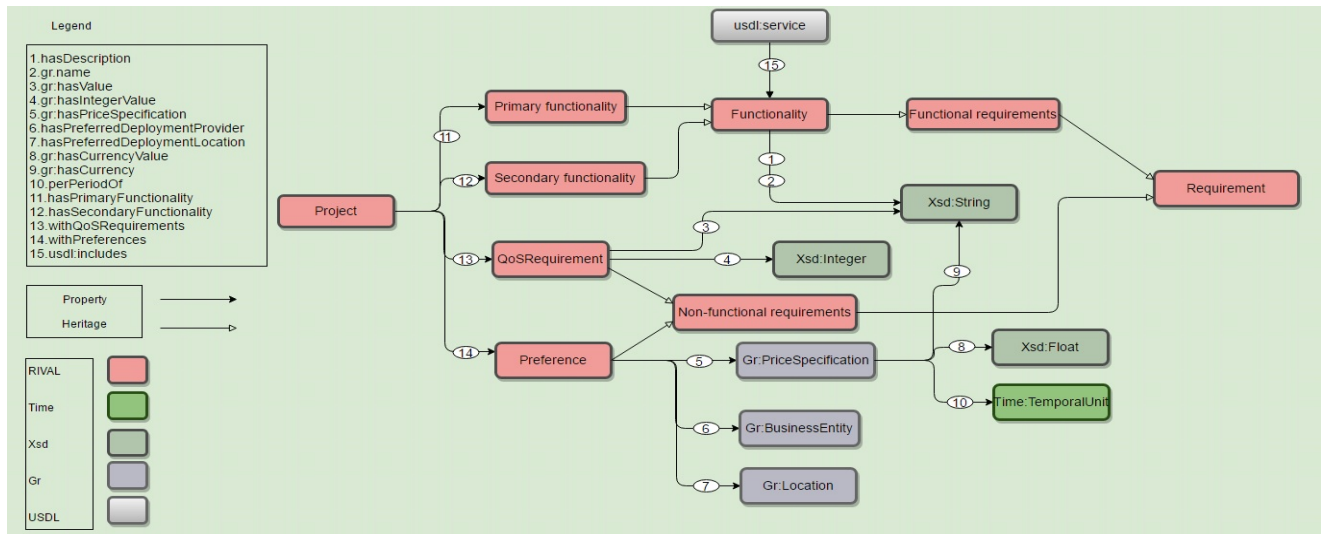 Legend
1.hasDescription
2.gr.name
3.gr:hasValue
4.gr:hasIntegerValue
5.gr:hasPriceSpecification
6.hasPreferredDeploymentProvider
7.hasPreferredDeploymentLocation
8.gr:hasCurrencyValue
9.gr:hasCurrency
10.perPeriodOf
11.hasPrimaryFunctionality
12.hasSecondaryFunctionality
13.withQoSRequirements
14.withPreferences
15.usdl:includes
Property
Heritage
RIVAL
Time
Xsd
Gr
USDL
usdl:service
15
Primary functionality
Functionality
Functional requirements
11
1
Secondary functionality
12
2
Requirement
Project
Xsd:String
3
QoSRequirement
13
4
Xsd:Integer
9
Non-functional requirements
14
Preference
5
Gr:PriceSpecification
8
Xsd:Float
10
Time:TemporalUnit
6
Gr:BusinessEntity
7
Gr:Location